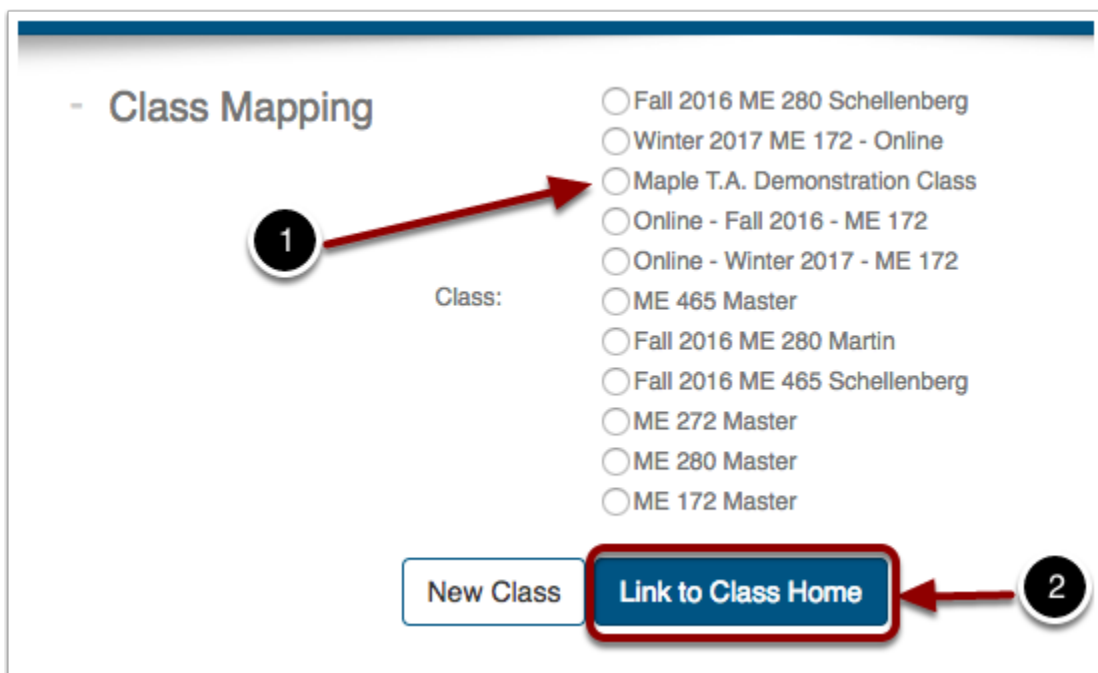 - Class Mapping
Fall 2016 ME 280 Schellenberg
Winter 2017 ME 172 - Online
Maple T.A. Demonstration Class
1
Online - Fall 2016 - ME 172
Online - Winter 2017 - ME 172
Class:
ME 465 Master
Fall 2016 ME 280 Martin
Fall 2016 ME 465 Schellenberg
ME 272 Master
ME 280 Master
ME 172 Master
New Class
Link to Class Home
2